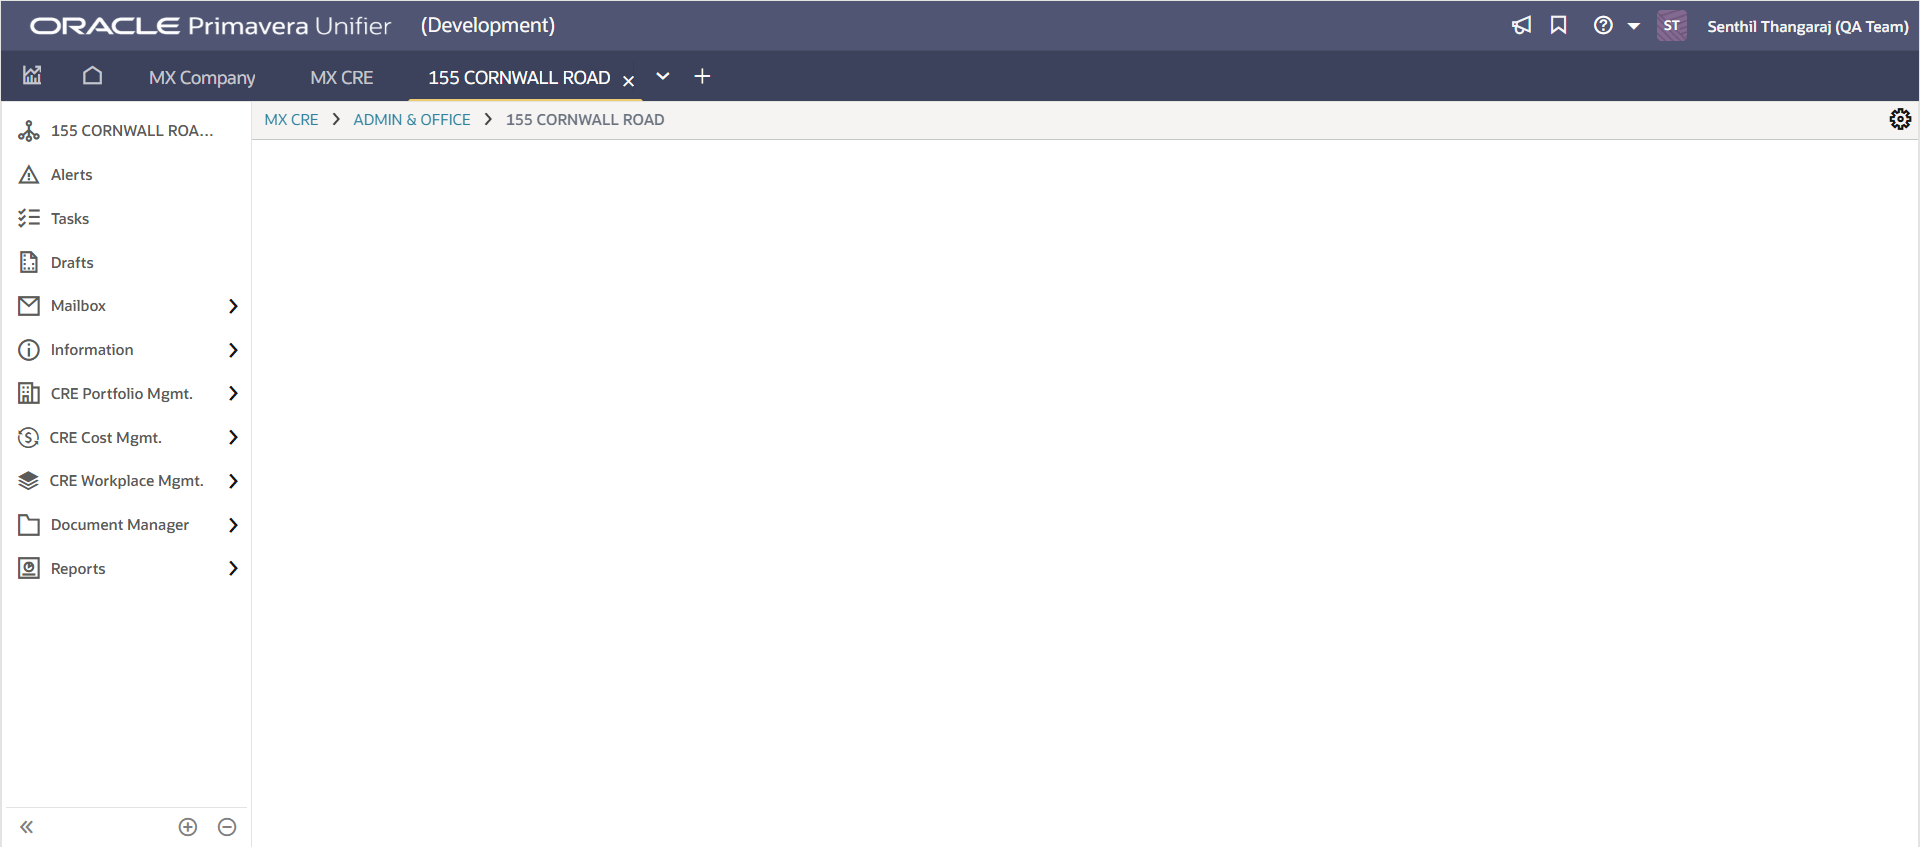 ORACLE Primavera Unifier (Development)
ST Senthil Thangaraj (QA Team)
MX Company MX CRE 155 CORNWALL ROAD
MX CRE > ADMIN & OFFICE > 155 CORNWALL ROAD
155 CORNWALL ROA...
Alerts
Tasks
Drafts
Mailbox
Information
CRE Portfolio Mgmt.
CRE Cost Mgmt.
CRE Workplace Mgmt.
Document Manager
Reports